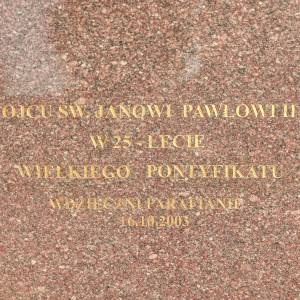 OJCU ŚW. JANOWI PAWŁOWI II
W 25 - LECIE
WIELKIEGO PONTYFIKATU
WDZIĘCZNI PARAFIANIE
16.10.2003